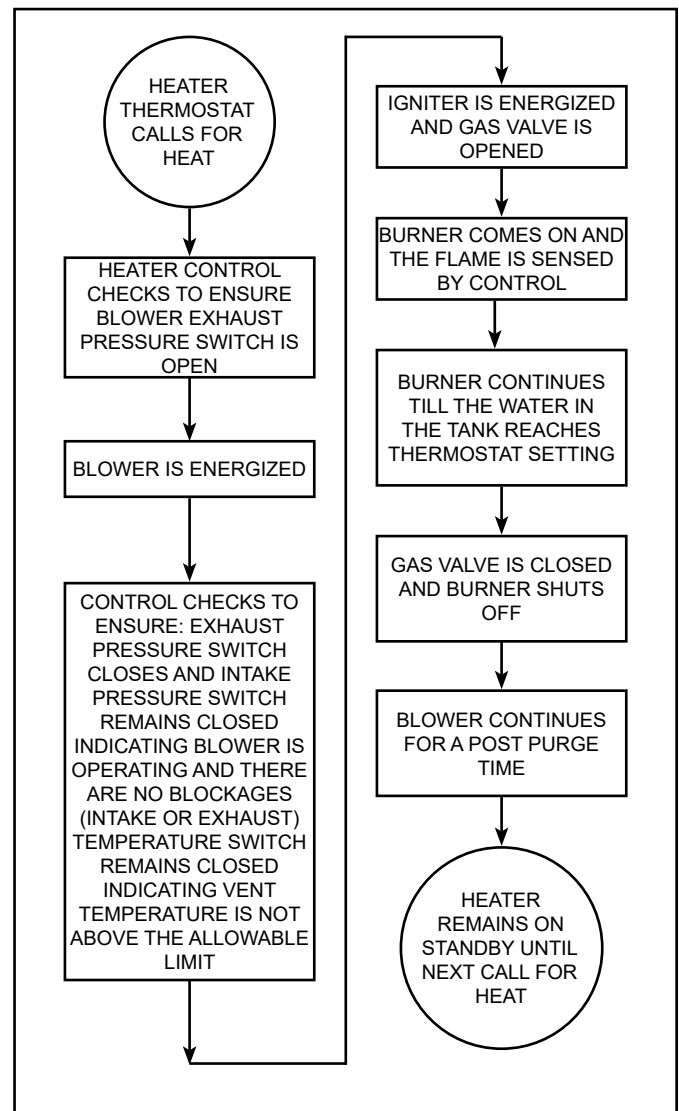 HEATER
THERMOSTAT
CALLS FOR
HEAT
HEATER CONTROL
CHECKS TO ENSURE
BLOWER EXHAUST
PRESSURE SWITCH IS
OPEN
BLOWER IS ENERGIZED
CONTROL CHECKS TO
ENSURE: EXHAUST
PRESSURE SWITCH
CLOSES AND INTAKE
PRESSURE SWITCH
REMAINS CLOSED
INDICATING BLOWER IS
OPERATING AND THERE
ARE NO BLOCKAGES
(INTAKE OR EXHAUST)
TEMPERATURE SWITCH
REMAINS CLOSED
INDICATING VENT
TEMPERATURE IS NOT
ABOVE THE ALLOWABLE
LIMIT
IGNITER IS ENERGIZED
AND GAS VALVE IS
OPENED
BURNER COMES ON AND
THE FLAME IS SENSED
BY CONTROL
BURNER CONTINUES
TILL THE WATER IN
THE TANK REACHES
THERMOSTAT SETTING
GAS VALVE IS CLOSED
AND BURNER SHUTS
OFF
BLOWER CONTINUES
FOR A POST PURGE
TIME
HEATER
REMAINS ON
STANDBY UNTIL
NEXT CALL FOR
HEAT